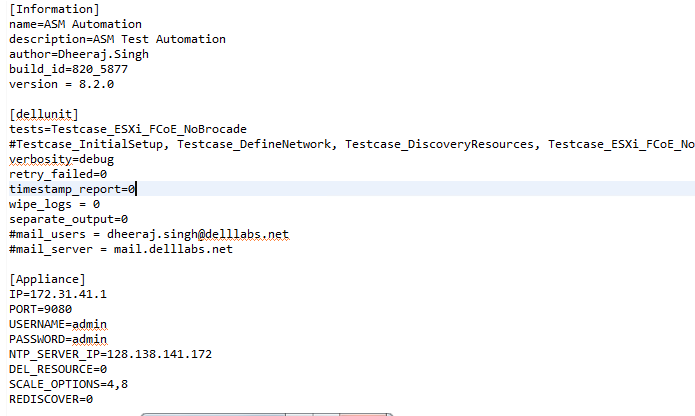 [Information]
name=ASM Automation
description=ASM Test Automation
author=Dheeraj.Singh
build_id=820_5877
version = 8.2.0
[dellunit]
tests=Testcase_ESXi_FCoE_NoBrocade
#Testcase_InitialSetup, Testcase_DefineNetwork, Testcase_DiscoveryResources, Testcase_ESXi_FCoE_No
verbosity=debug
retry_failed=0
timestamp_report=0
wipe_logs = 0
separate_output=0
#mail_users = dheeraj.singh@delllabs.net
#mail_server = mail.delllabs.net
[Appliance]
IP=172.31.41.1
PORT=9080
USERNAME=admin
PASSWORD=admin
NTP_SERVER_IP=128.138.141.172
DEL_RESOURCE=0
SCALE_OPTIONS=4,8
REDISCOVER=0